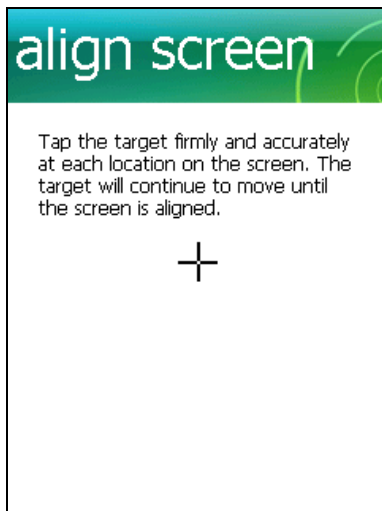 align screen
Tap the target firmly and accurately
at each location on the screen. The
target will continue to move until
the screen is aligned.